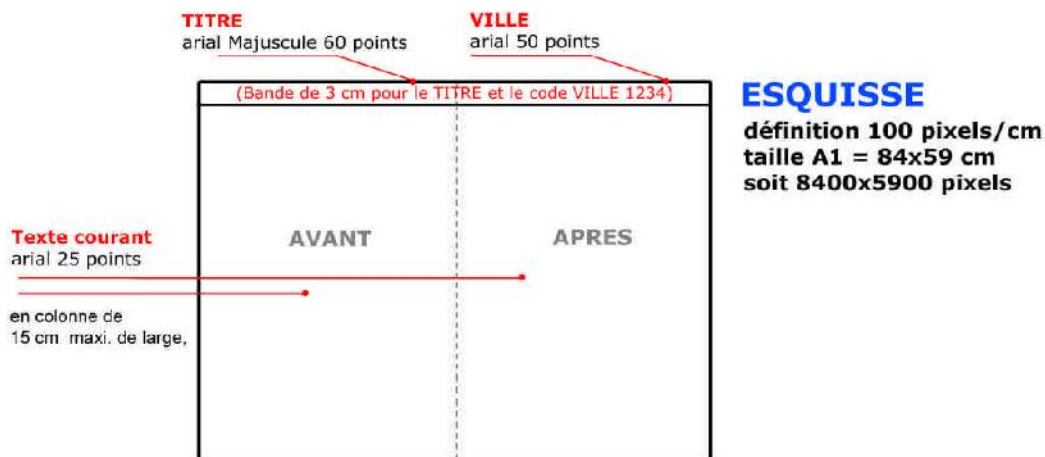 TITRE
arial Majuscule 60 points
VILLE
arial 50 points
(Bande de 3 cm pour le TITRE et le code VILLE 1234)
ESQUISSE
définition 100 pixels/cm
taille A1 = 84x59 cm
soit 8400x5900 pixels
AVANT
APRES
Texte courant
arial 25 points
en colonne de
15 cm maxi. de large,